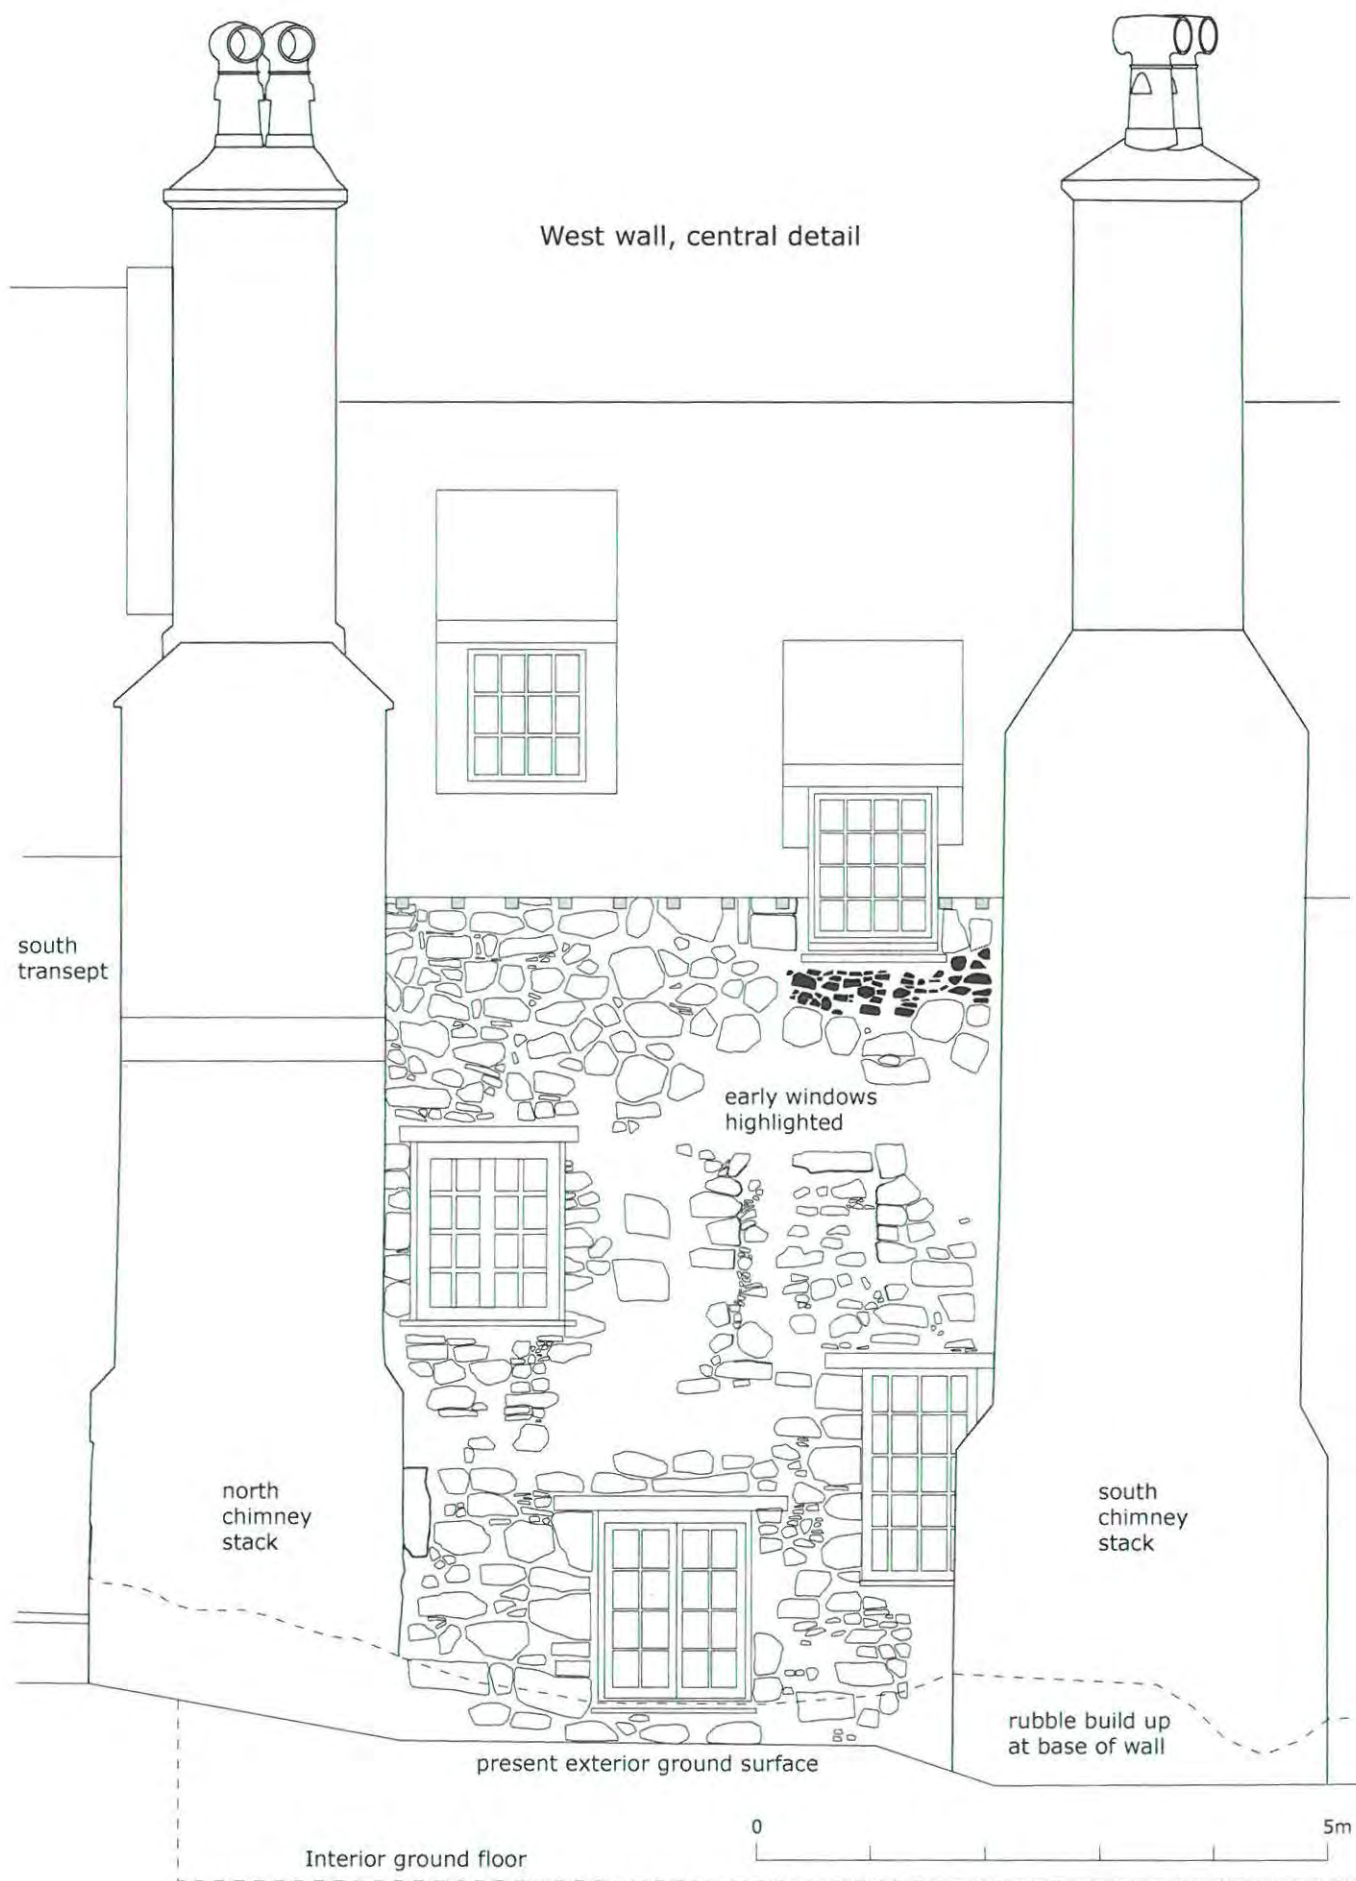 West wall, central detail
south
transept
early windows
highlighted
north
chimney
stack
south
chimney
stack
rubble build up
at base of wall
present exterior ground surface
0
5m
Interior ground floor